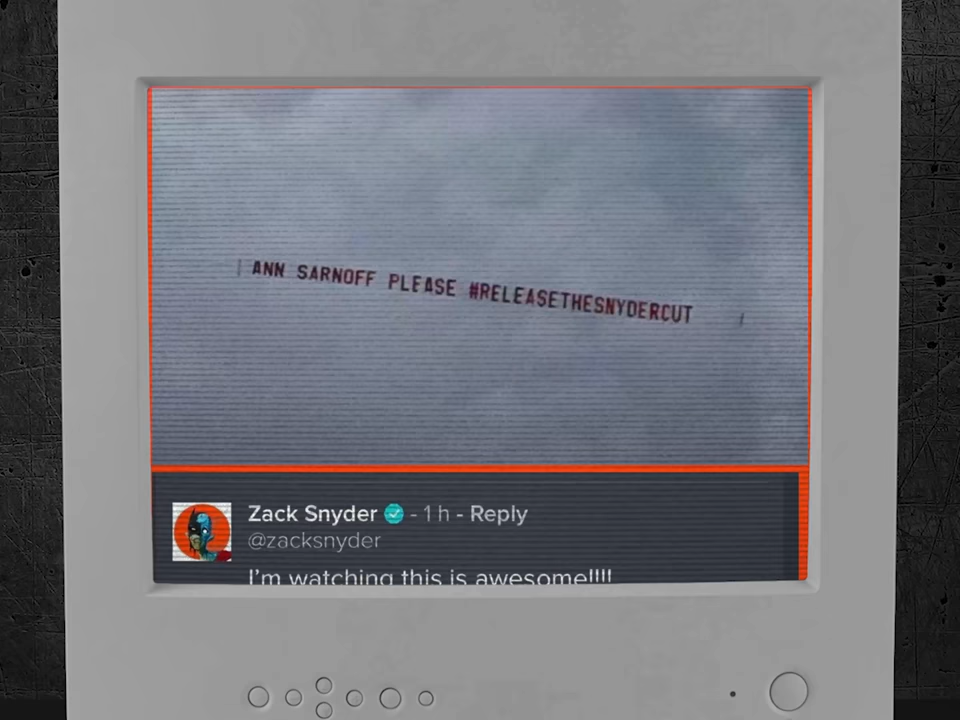 ANN SARNOFF PLEASE #RELEASETHESNYDERCUT
Zack Snyder - 1 h - Reply
@zacksnyder
I'm watching this is awesome!!!!